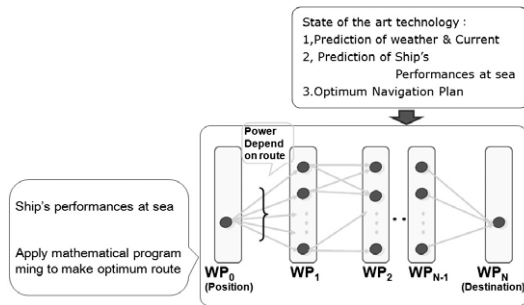 State of the art technology :
1,Prediction of weather & Current
2, Prediction of Ship's
Performances at sea
3.Optimum Navigation Plan
Power
Depend
on route
Ship's performances at sea
Apply mathematical program
ming to make optimum route
WP0
(Position)
WP1
WP2
WPN-1
WPN
(Destination)